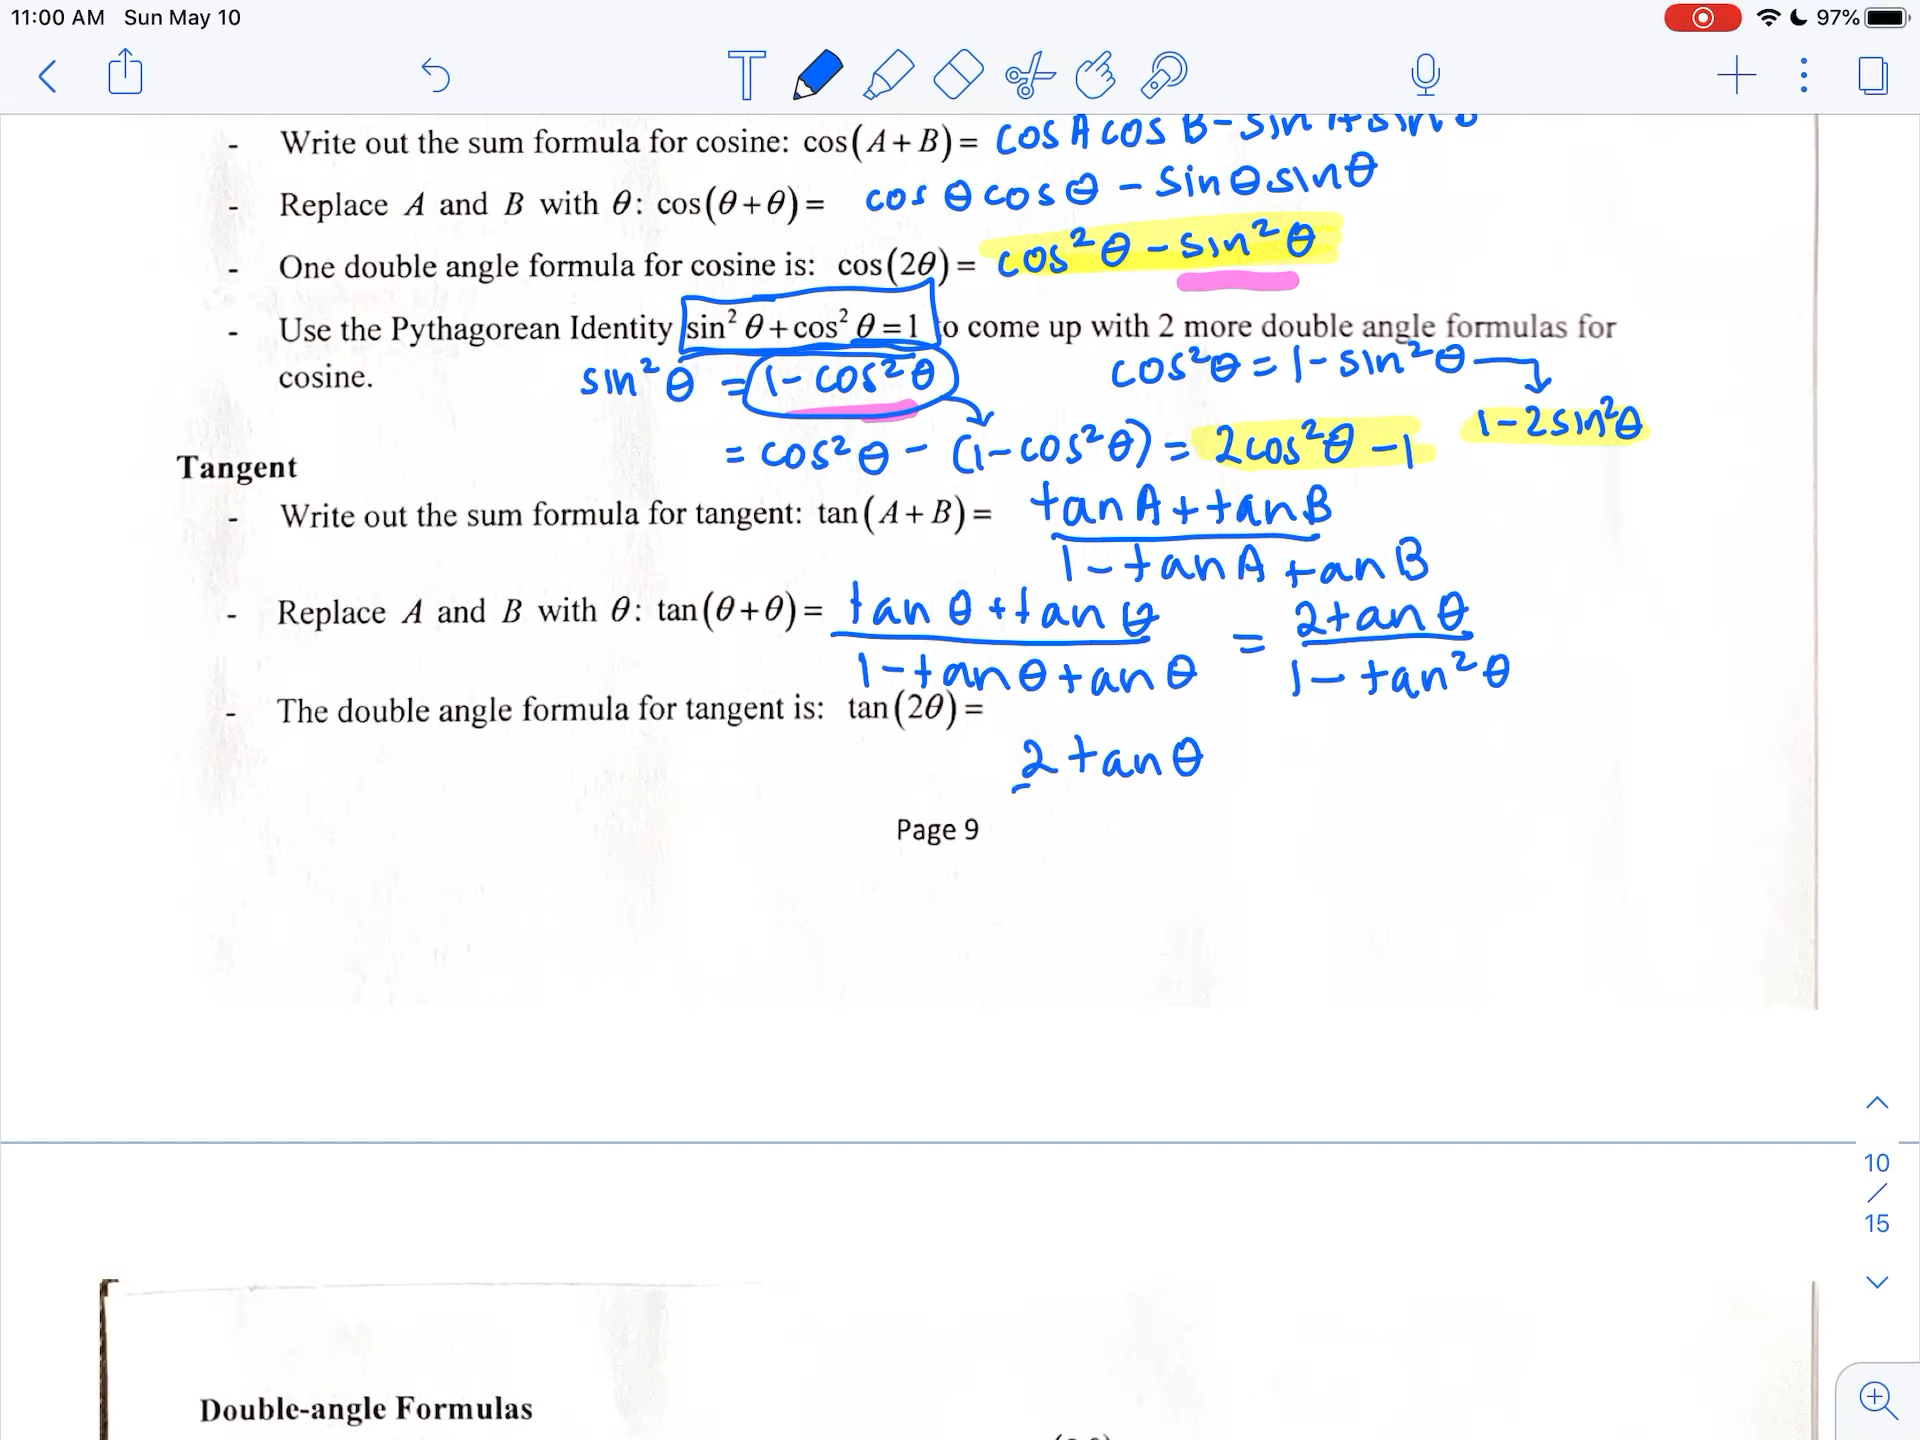 11:00 AM Sun May 10 97%
- Write out the sum formula for cosine: cos(A+B)= cos A cos B - sin A sin B
- Replace A and B with θ: cos(θ+θ)= cos θ cos θ - sin θ sin θ
- One double angle formula for cosine is: cos(2θ)= cos²θ - sin²θ
- Use the Pythagorean Identity sin²θ+cos²θ=1 to come up with 2 more double angle formulas for
cosine. sin²θ = 1 - cos²θ cos²θ = 1 - sin²θ
1 - 2sin²θ
= cos²θ - (1 - cos²θ) = 2cos²θ - 1
Tangent
- Write out the sum formula for tangent: tan(A+B)= tan A + tan B
1 - tan A tan B
- Replace A and B with θ: tan(θ+θ)= tan θ + tan θ = 2tan θ
1 - tan θ tan θ 1 - tan²θ
- The double angle formula for tangent is: tan(2θ)=
2 tan θ
Page 9
10
/
15
Double-angle Formulas